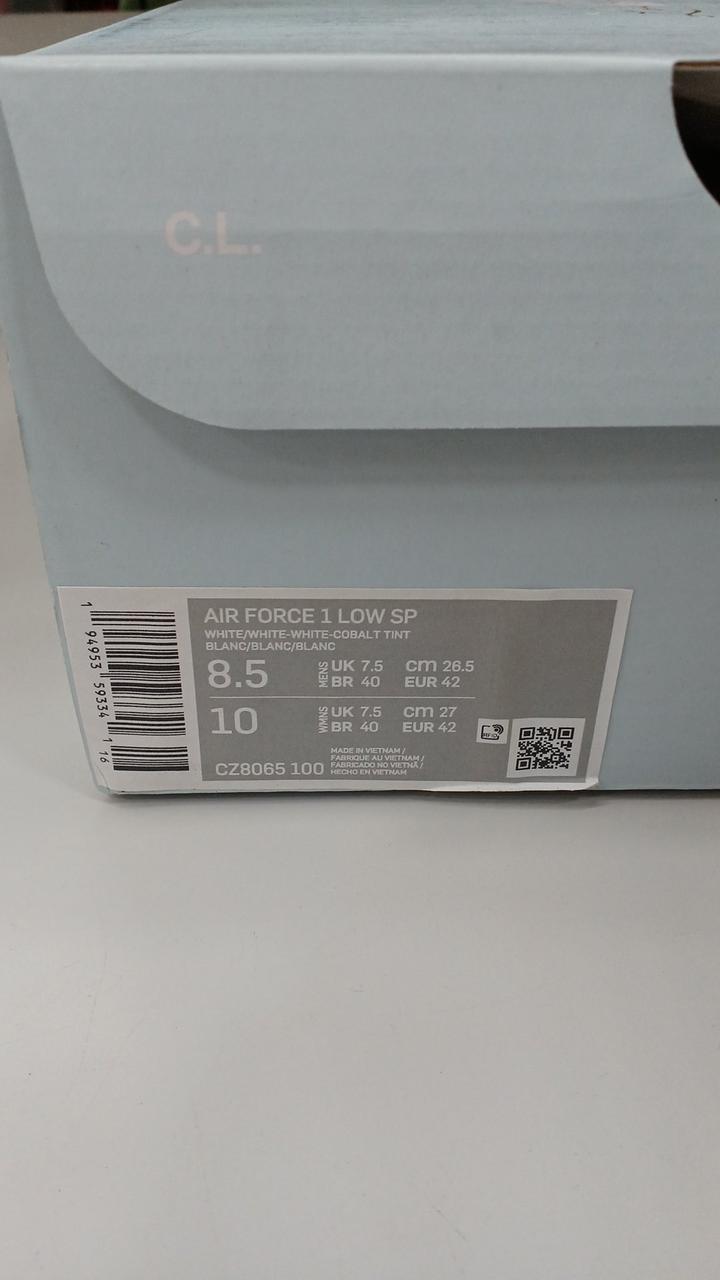 C.L.
AIR FORCE 1 LOW SP
WHITE/WHITE-WHITE-COBALT TINT
BLANC/BLANC/BLANC
8.5 MENS UK 7.5 cm 26.5
BR 40 EUR 42
10 WMNS UK 7.5 cm 27
BR 40 EUR 42
RFID
CZ8065 100
MADE IN VIETNAM /
FABRIQUE AU VIETNAM /
FABRICADO NO VIETNÃ /
HECHO EN VIETNAM
1 94953 59334 1 16